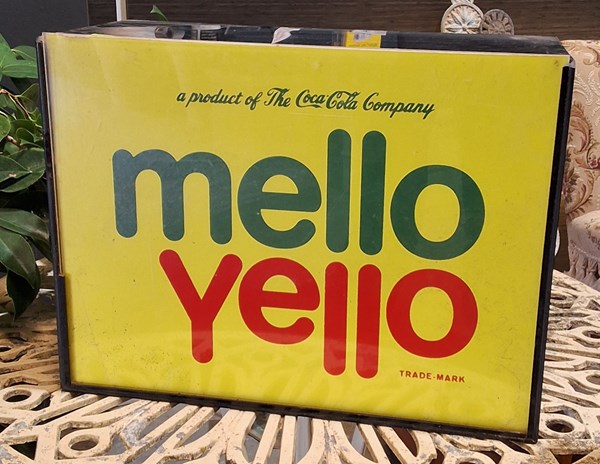 a product of The Coca-Cola Company
mello
Yello
TRADE-MARK